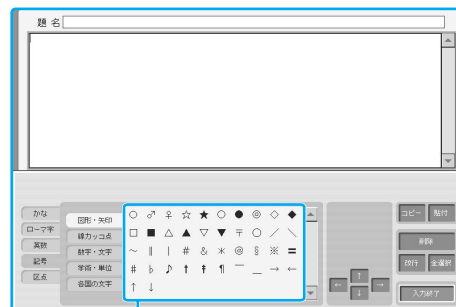 題 名
かな
ローマ字
英数
記号
区点
図形・矢印
線カッコ点
数字・文字
学術・単位
各国の文字
○ ♂ ♀ ☆ ★ ○ ● ◎ ◇ ◆
□ ■ △ ▲ ▽ ▼ 〒 〇 ／ ＼
～ ∥ ｜ # & ＊ @ § ※ 〓
# ♭ ♪ † ‡ ¶ ￣ ＿ → ←
↑ ↓
← ↑ ↓ →
コピー 貼付
削除
改行 全選択
入力終了